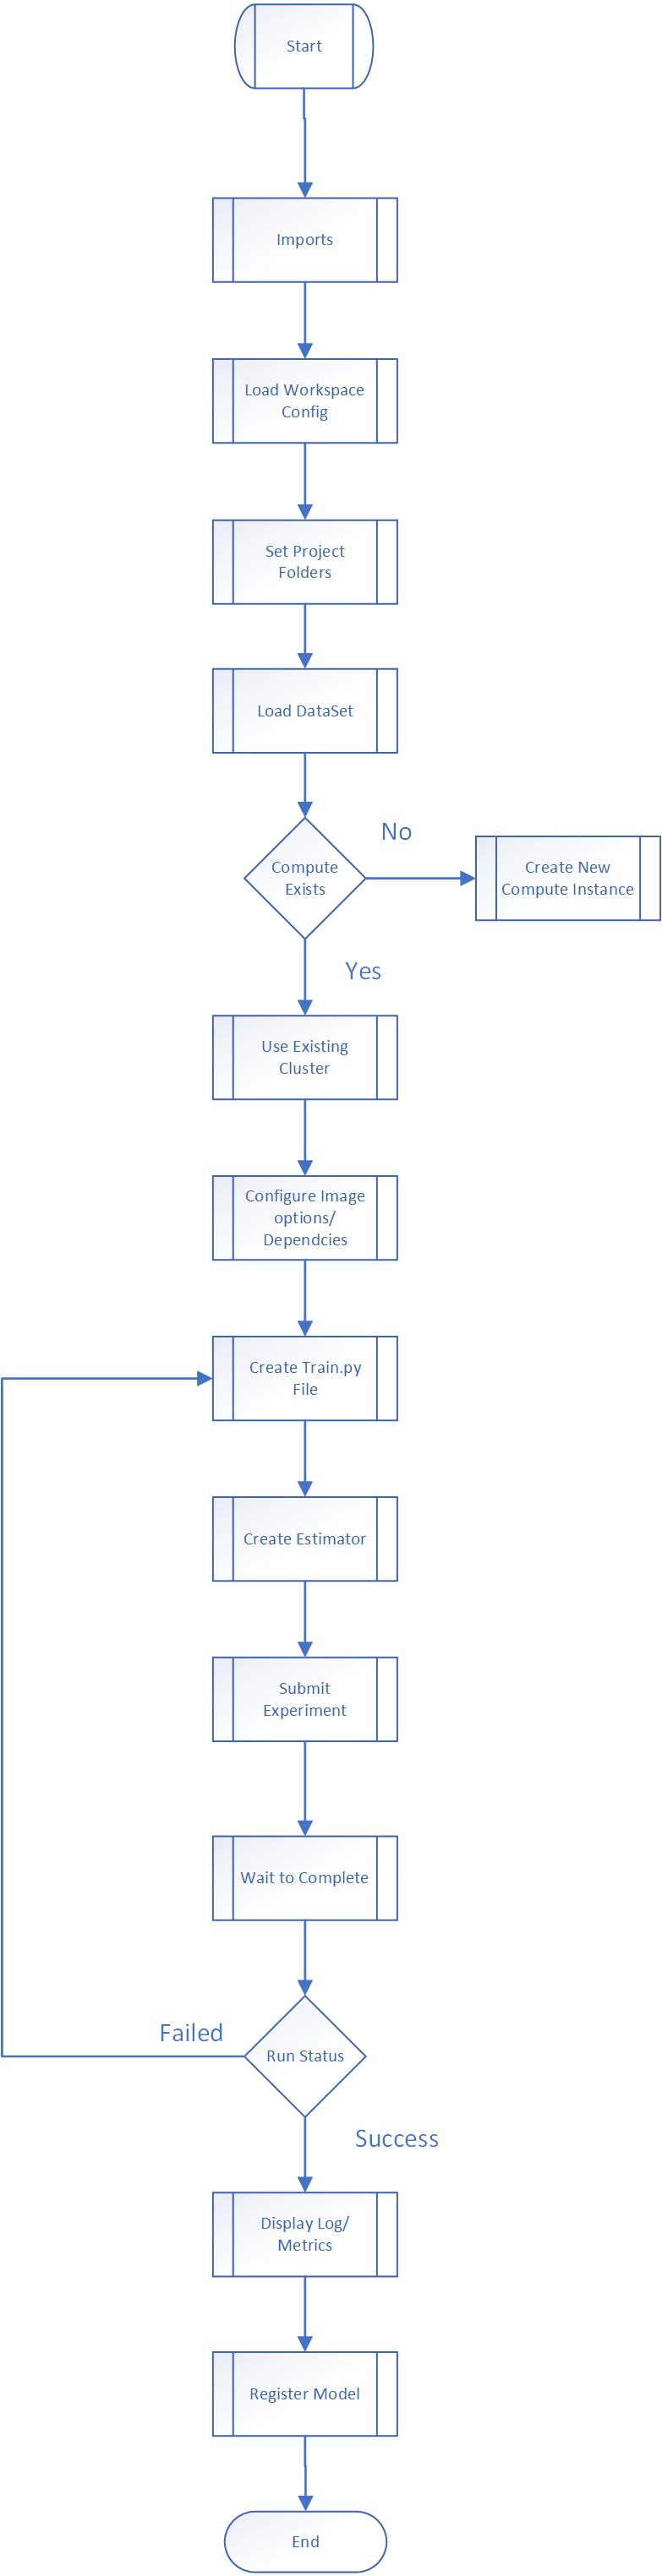 Start
Imports
Load Workspace
Config
Set Project
Folders
Load DataSet
Compute
Exists
No
Create New
Compute Instance
Yes
Use Existing
Cluster
Configure Image
options/
Dependcies
Create Train.py
File
Create Estimator
Submit
Experiment
Wait to Complete
Run Status
Failed
Success
Display Log/
Metrics
Register Model
End